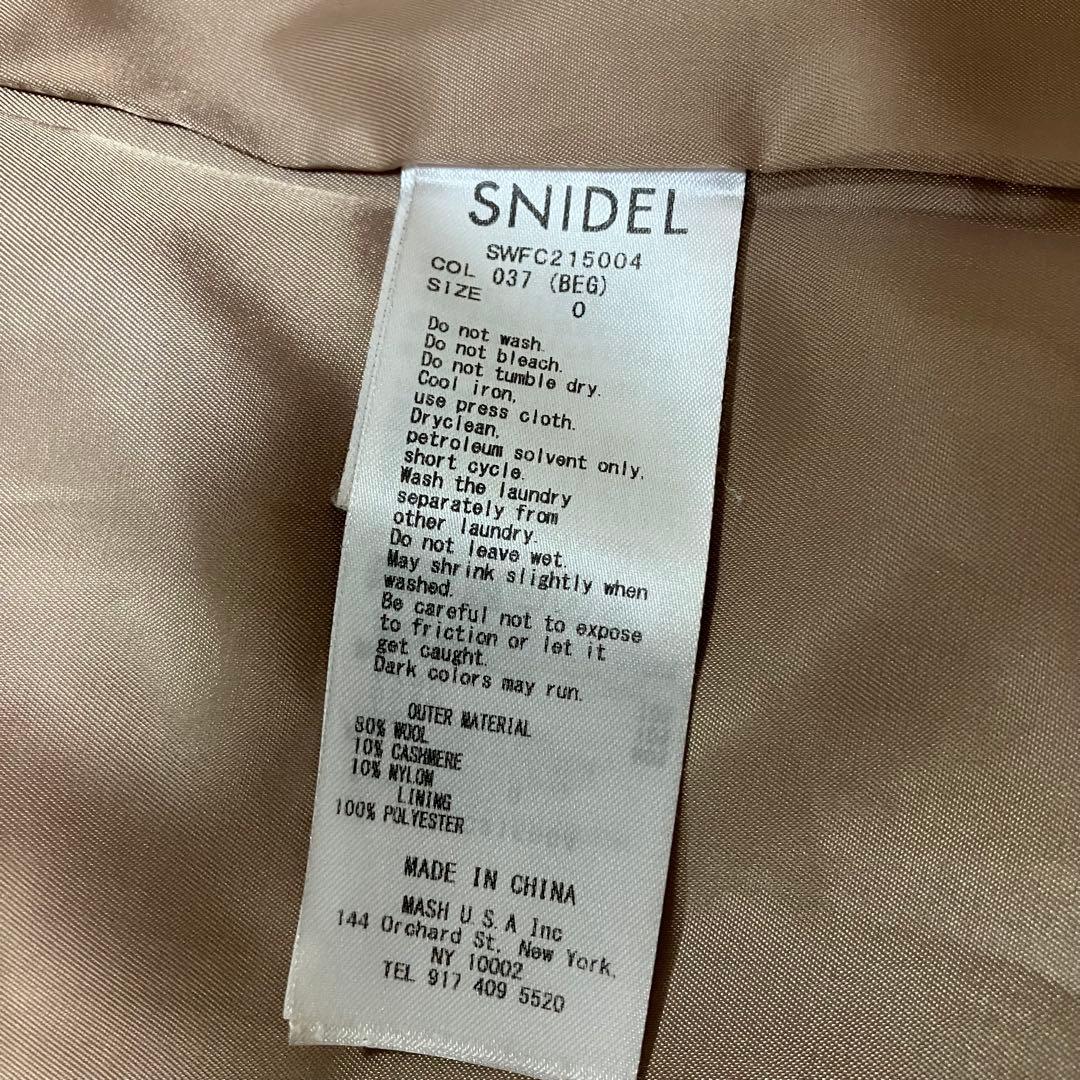 SNIDEL
SWFC215004
COL 037 (BEG)
SIZE 0
Do not wash.
Do not bleach.
Do not tumble dry.
Cool iron,
use press cloth.
Dryclean,
petroleum solvent only,
short cycle.
Wash the laundry
separately from
other laundry.
Do not leave wet.
May shrink slightly when
washed.
Be careful not to expose
to friction or let it
get caught.
Dark colors may run.
OUTER MATERIAL
80% WOOL
10% CASHMERE
10% NYLON
LINING
100% POLYESTER
MADE IN CHINA
MASH U.S.A Inc
144 Orchard St. New York,
NY 10002
TEL 917 409 5520